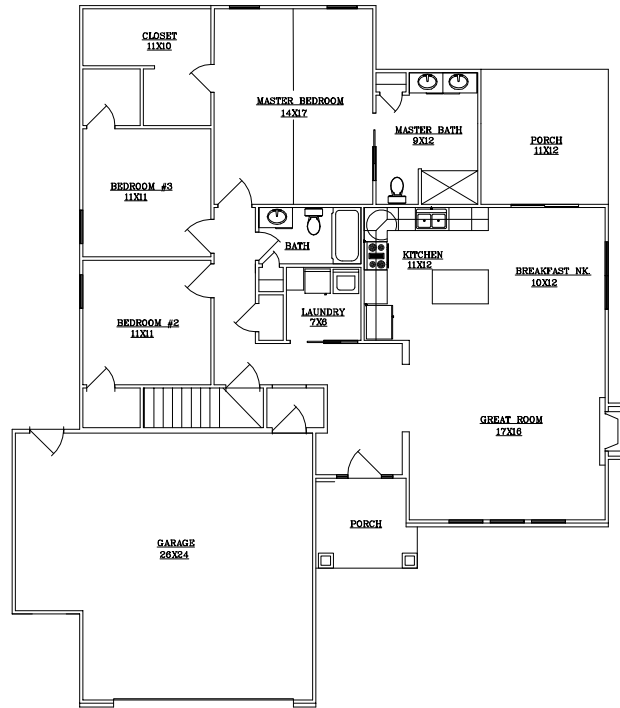 CLOSET
11X10
MASTER BEDROOM
14X17
MASTER BATH
9X12
PORCH
11X12
BEDROOM #3
11X11
BATH
KITCHEN
11X12
BREAKFAST NK.
10X12
LAUNDRY
7X6
BEDROOM #2
11X11
GREAT ROOM
17X16
PORCH
GARAGE
26X24